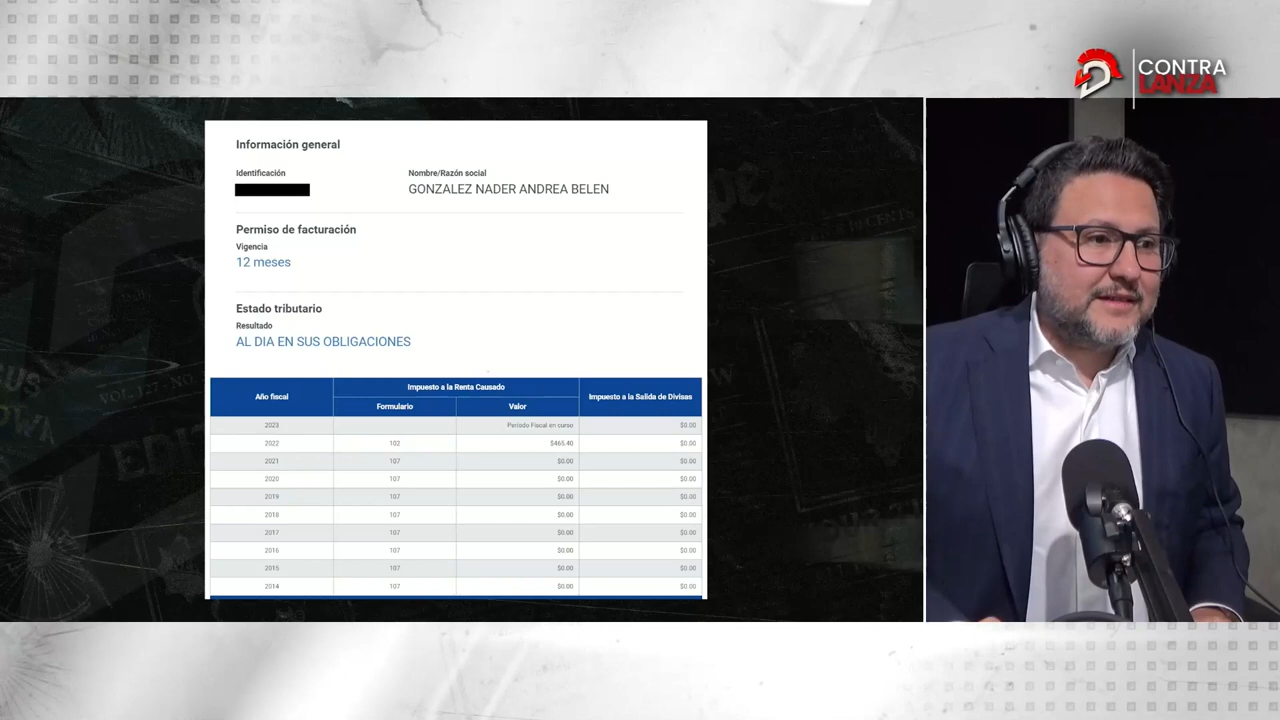 CONTRA
LANZA
Información general
Identificación
Nombre/Razón social
GONZALEZ NADER ANDREA BELEN
Permiso de facturación
Vigencia
12 meses
Estado tributario
Resultado
AL DIA EN SUS OBLIGACIONES
Año fiscal Impuesto a la Renta Causado Impuesto a la Salida de Divisas
Formulario Valor
2023 Período Fiscal en curso $0.00
2022 102 $465.40 $0.00
2021 107 $0.00 $0.00
2020 107 $0.00 $0.00
2019 107 $0.00 $0.00
2018 107 $0.00 $0.00
2017 107 $0.00 $0.00
2016 107 $0.00 $0.00
2015 107 $0.00 $0.00
2014 107 $0.00 $0.00